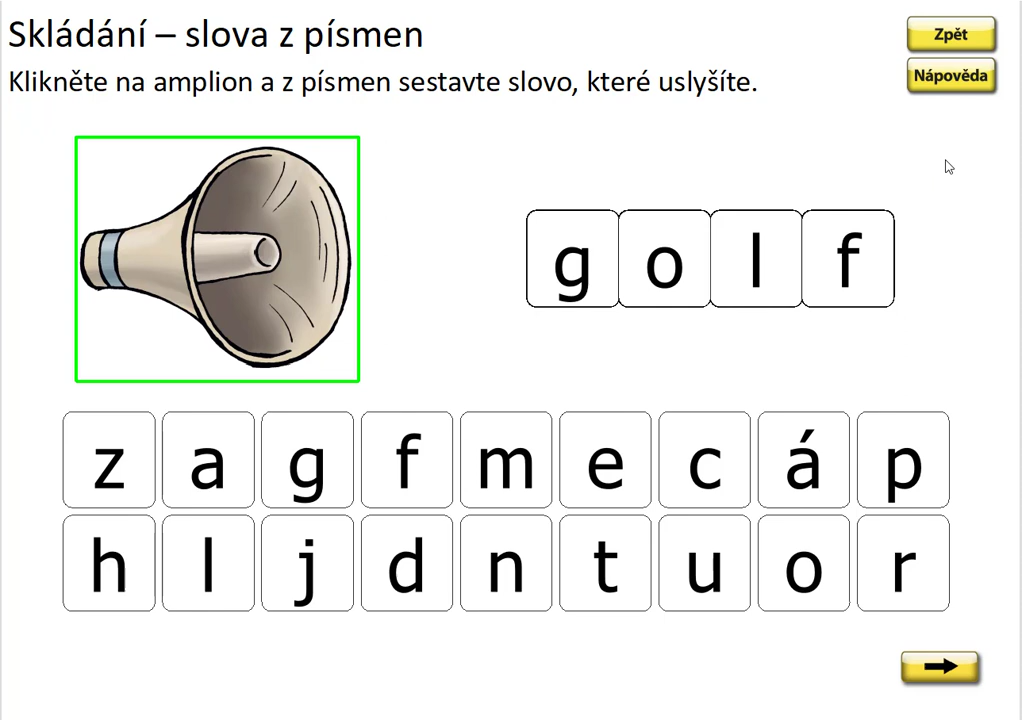 Skládání – slova z písmen
Zpět
Klikněte na amplion a z písmen sestavte slovo, které uslyšíte.
Nápověda
g o l f
z a g f m e c á p
h l j d n t u o r